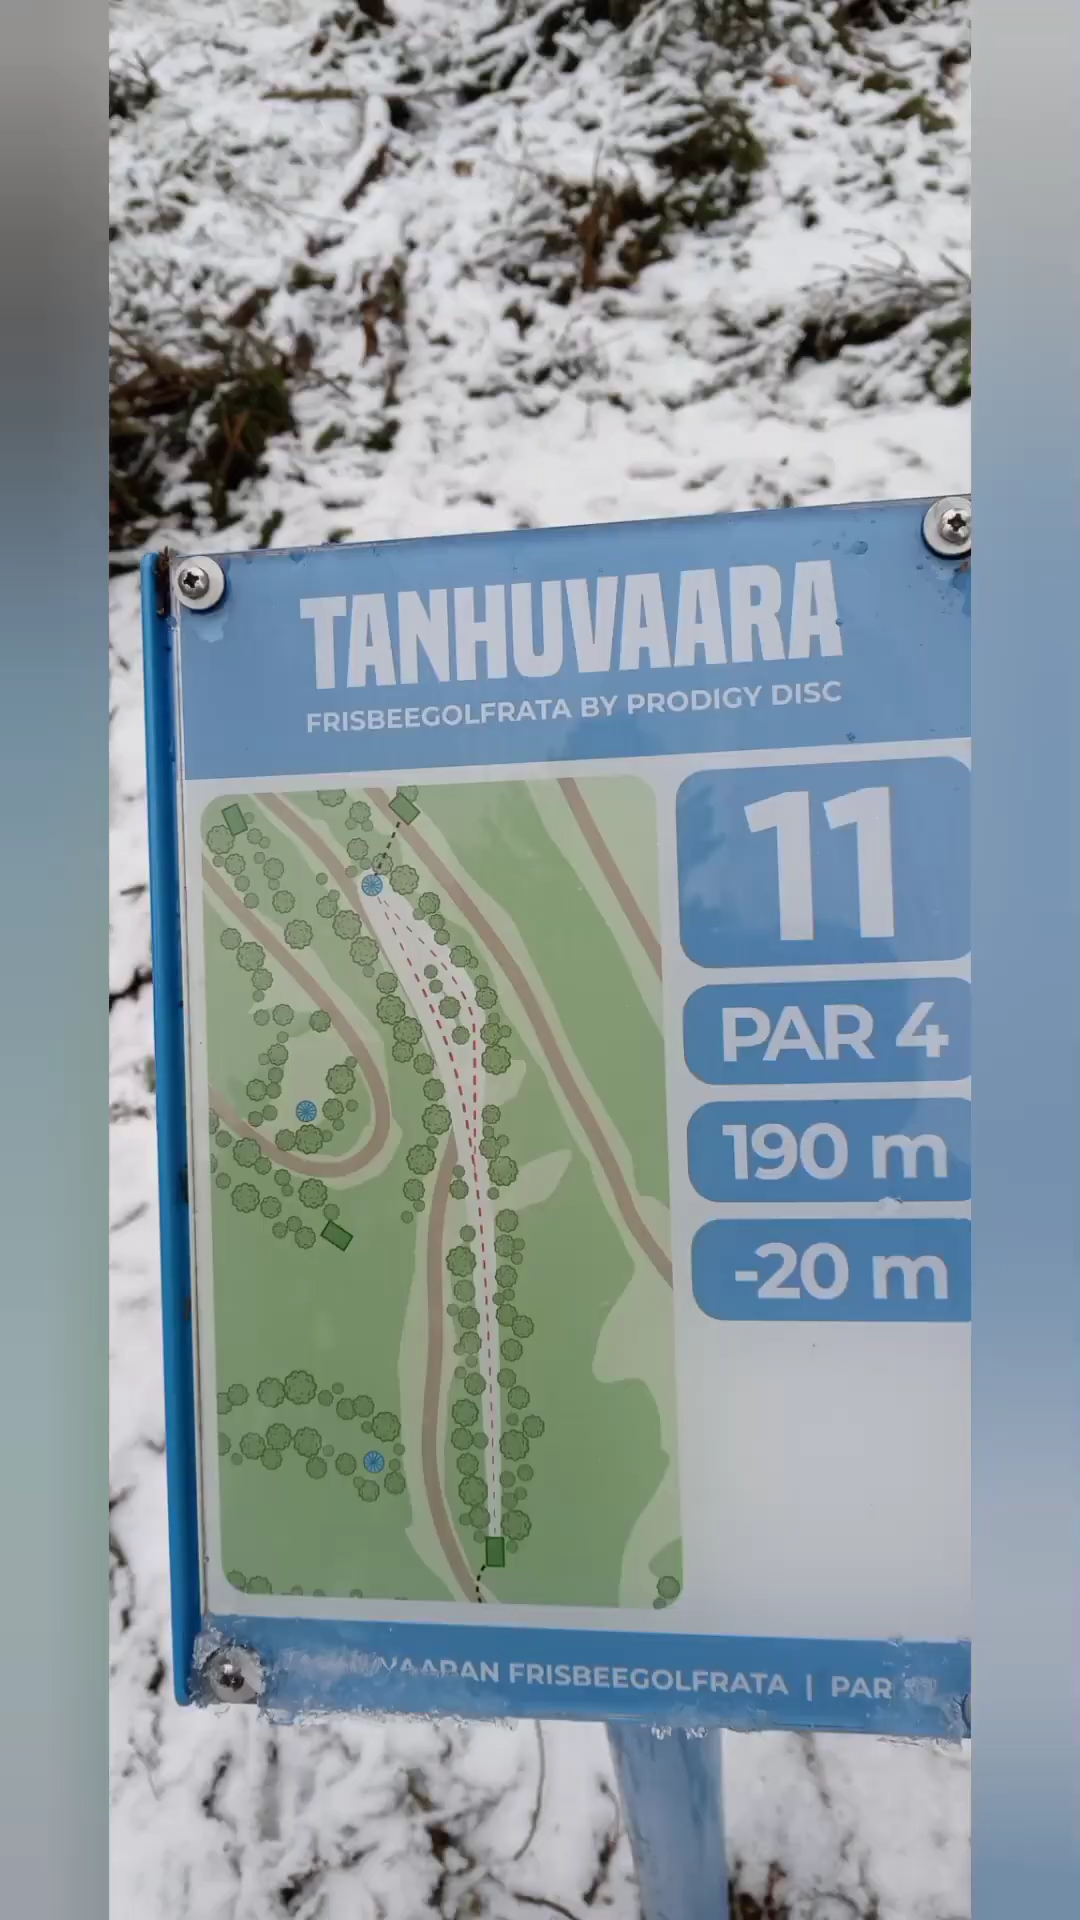 TANHUVAARA
FRISBEEGOLFRATA BY PRODIGY DISC
11
PAR 4
190 m
-20 m
FRISBEEGOLFRATA | PAR